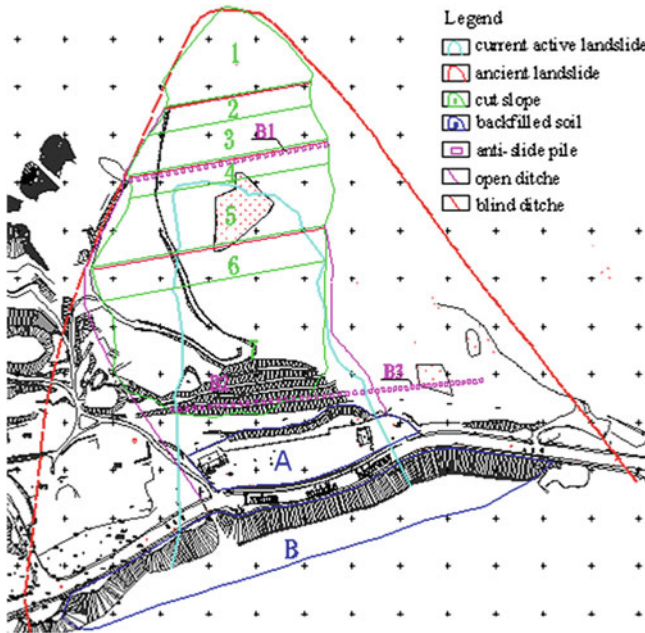 Legend
current active landslide
ancient landslide
cut slope
backfilled soil
anti-slide pile
open ditche
blind ditche
1
2
3
B1
4
5
6
7
B2
B3
A
B